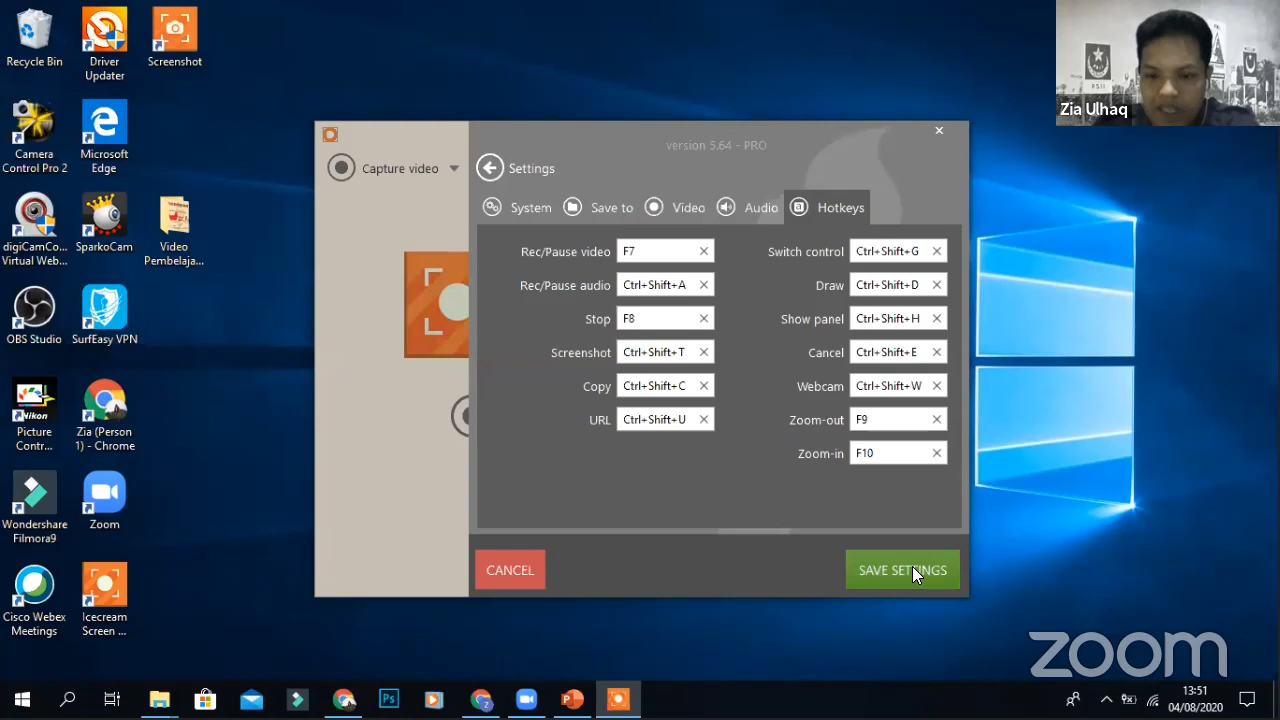 Recycle Bin
Driver
Updater
Screenshot
Camera
Control Pro 2
Microsoft
Edge
digiCamCo...
Virtual Web...
SparkoCam
Video
Pembelaja...
OBS Studio
SurfEasy VPN
Nikon
Picture
Contr...
Zia (Person
1) - Chrome
Wondershare
Filmora9
Zoom
Cisco Webex
Meetings
Icecream
Screen ...
Zia Ulhaq
version 5.64 - PRO
Capture video
Settings
System
Save to
Video
Audio
Hotkeys
Rec/Pause video F7
Switch control Ctrl+Shift+G
Rec/Pause audio Ctrl+Shift+A
Draw Ctrl+Shift+D
Stop F8
Show panel Ctrl+Shift+H
Screenshot Ctrl+Shift+T
Cancel Ctrl+Shift+E
Copy Ctrl+Shift+C
Webcam Ctrl+Shift+W
URL Ctrl+Shift+U
Zoom-out F9
Zoom-in F10
CANCEL
SAVE SETTINGS
zoom
Ps
13:51
04/08/2020